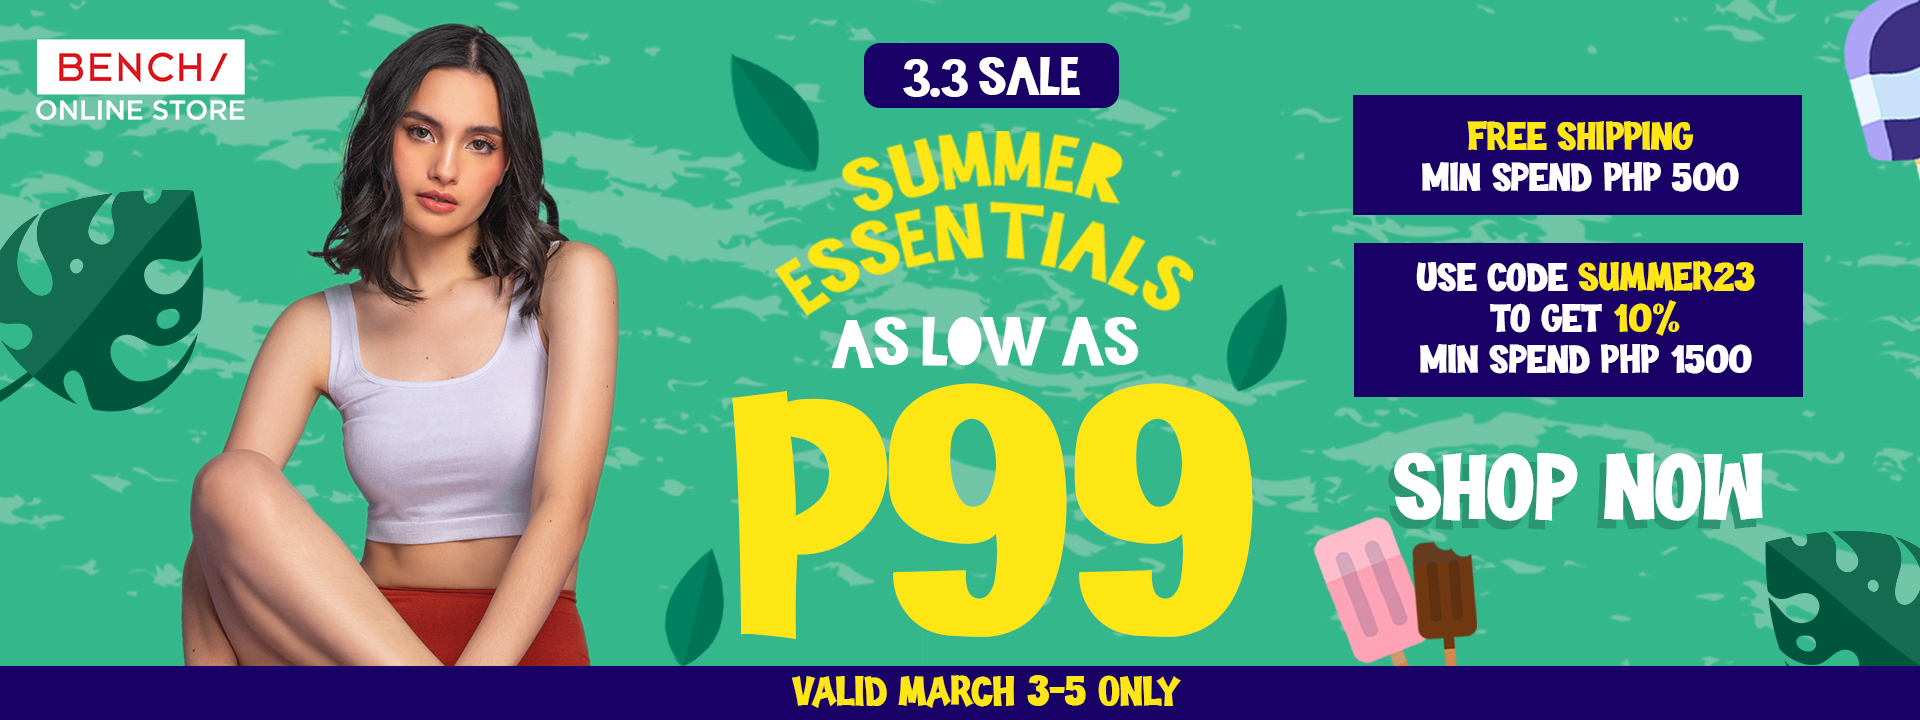 BENCH/
ONLINE STORE
3.3 SALE
SUMMER
ESSENTIALS
AS LOW AS
P99
FREE SHIPPING
MIN SPEND PHP 500
USE CODE SUMMER23
TO GET 10%
MIN SPEND PHP 1500
SHOP NOW
VALID MARCH 3-5 ONLY